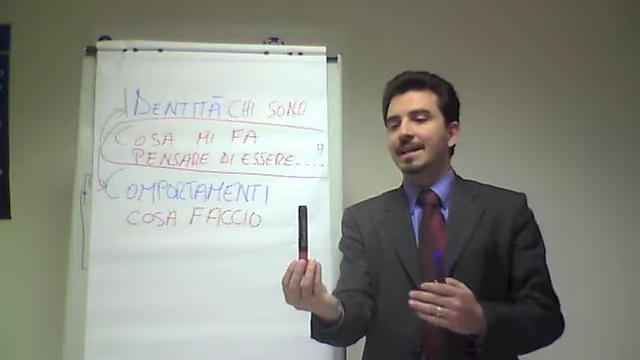 IDENTITÀ CHI SONO
COSA MI FA
PENSARE DI ESSERE....?
COMPORTAMENTI
COSA FACCIO